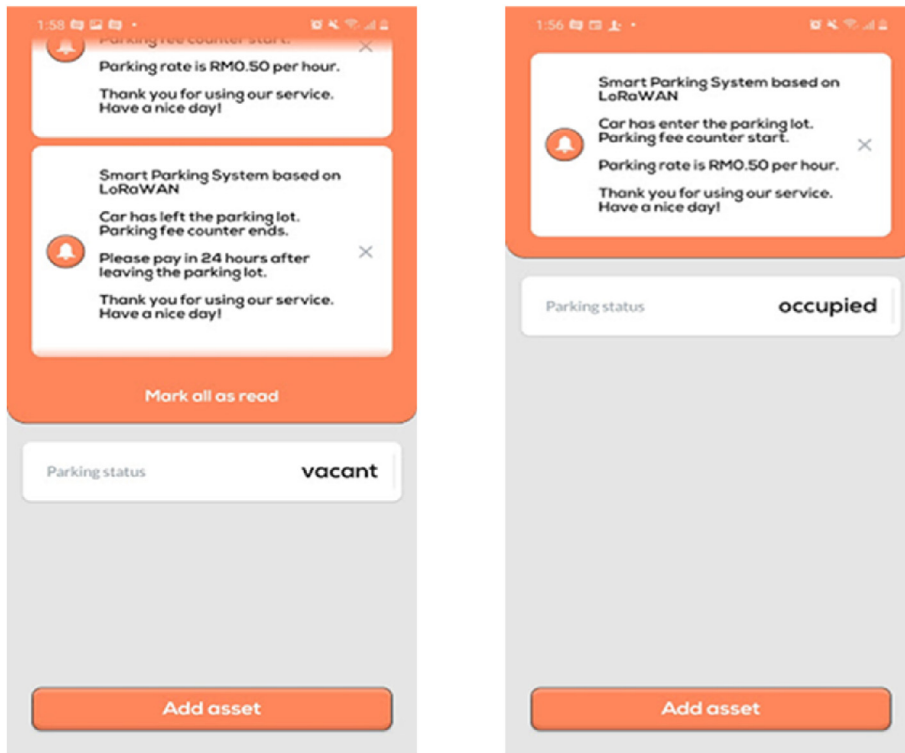 1:58
Parking fee counter start.
Parking rate is RM0.50 per hour.
Thank you for using our service.
Have a nice day!
Smart Parking System based on
LoRaWAN
Car has left the parking lot.
Parking fee counter ends.
Please pay in 24 hours after
leaving the parking lot.
Thank you for using our service.
Have a nice day!
Mark all as read
Parking status
vacant
Add asset
1:56
Smart Parking System based on
LoRaWAN
Car has enter the parking lot.
Parking fee counter start.
Parking rate is RM0.50 per hour.
Thank you for using our service.
Have a nice day!
Parking status
occupied
Add asset